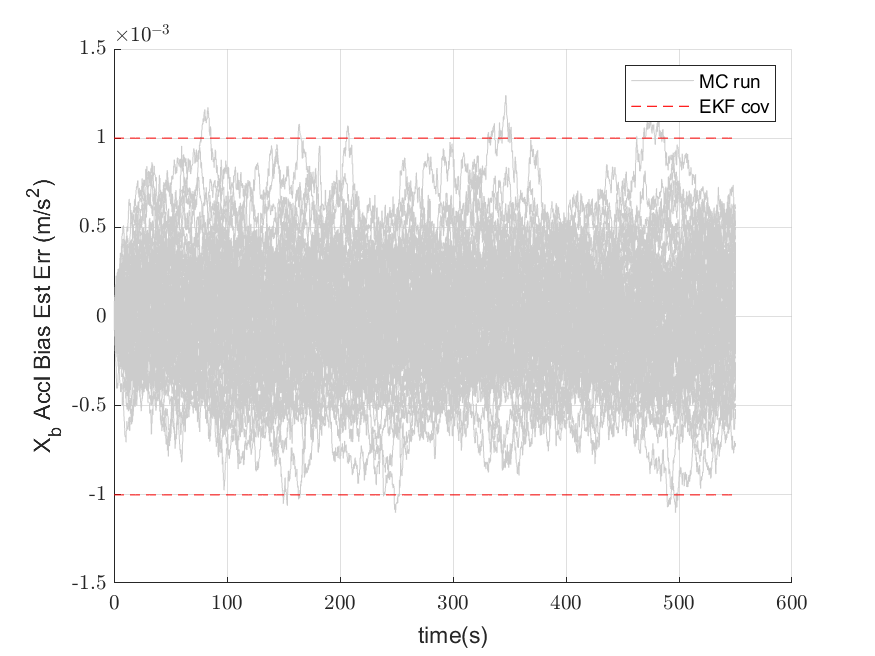 ×10⁻³
1.5
1
0.5
0
-0.5
-1
-1.5
X_b Accl Bias Est Err (m/s²)
MC run
EKF cov
0 100 200 300 400 500 600
time(s)